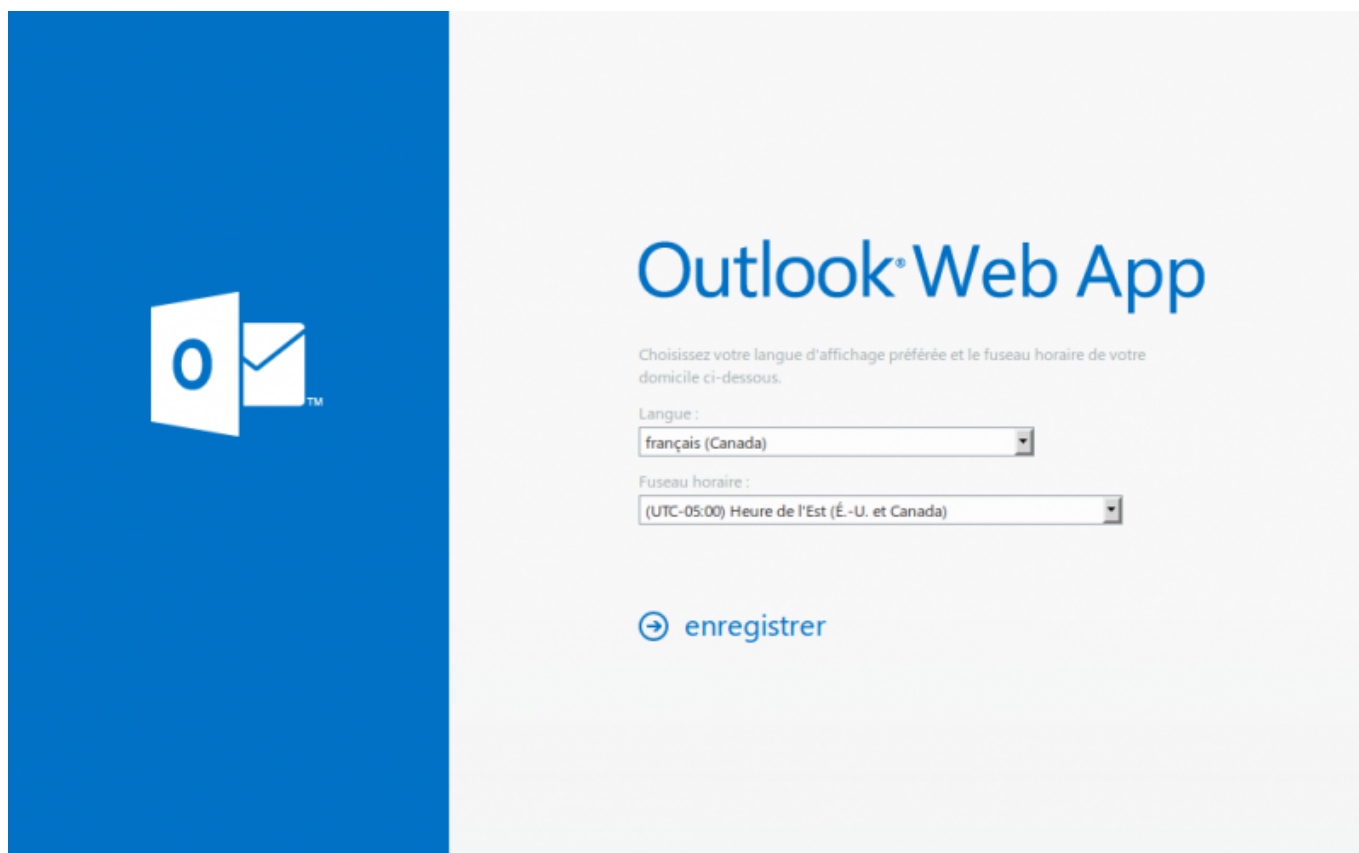 Outlook® Web App
O
TM
Choisissez votre langue d'affichage préférée et le fuseau horaire de votre
domicile ci-dessous.
Langue :
français (Canada)
Fuseau horaire :
(UTC-05:00) Heure de l'Est (É.-U. et Canada)
enregistrer